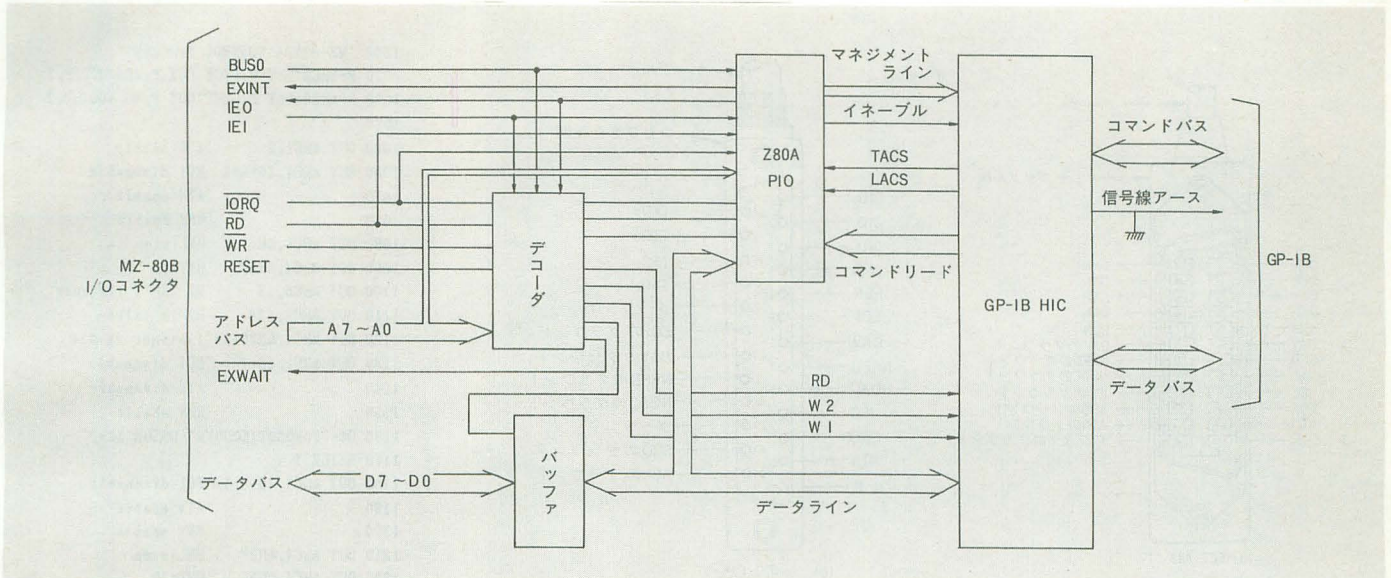 BUSΦ
EXINT
IEO
IEI
IORQ
RD
WR
RESET
MZ-80B
I/Oコネクタ
アドレス
バス
A7～A0
EXWAIT
データバス
D7～D0
デコーダ
バッファ
Z80A
PIO
マネジメント
ライン
イネーブル
TACS
LACS
コマンドリード
RD
W2
W1
データライン
GP-IB HIC
コマンドバス
信号線アース
データバス
GP-IB